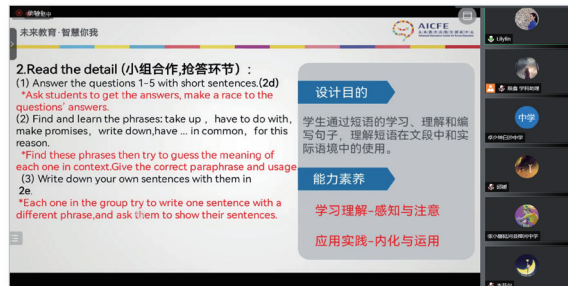 未来教育·智慧你我
AICFE
2.Read the detail (小组合作,抢答环节)：
(1) Answer the questions 1-5 with short sentences.(2d)
*Ask students to get the answers, make a race to the
questions' answers.
(2) Find and learn the phrases: take up , have to do with,
make promises, write down,have ... in common, for this
reason.
*Find these phrases then try to guess the meaning of
each one in context.Give the correct paraphrase and usage
(3) Write down your own sentences with them in
2e.
*Each one in the group try to write one sentence with a
different phrase,and ask them to show their sentences.
设计目的
学生通过短语的学习、理解和编
写句子，理解短语在文段中和实
际语境中的使用。
能力素养
学习理解-感知与注意
应用实践-内化与运用
Lilylin
中学